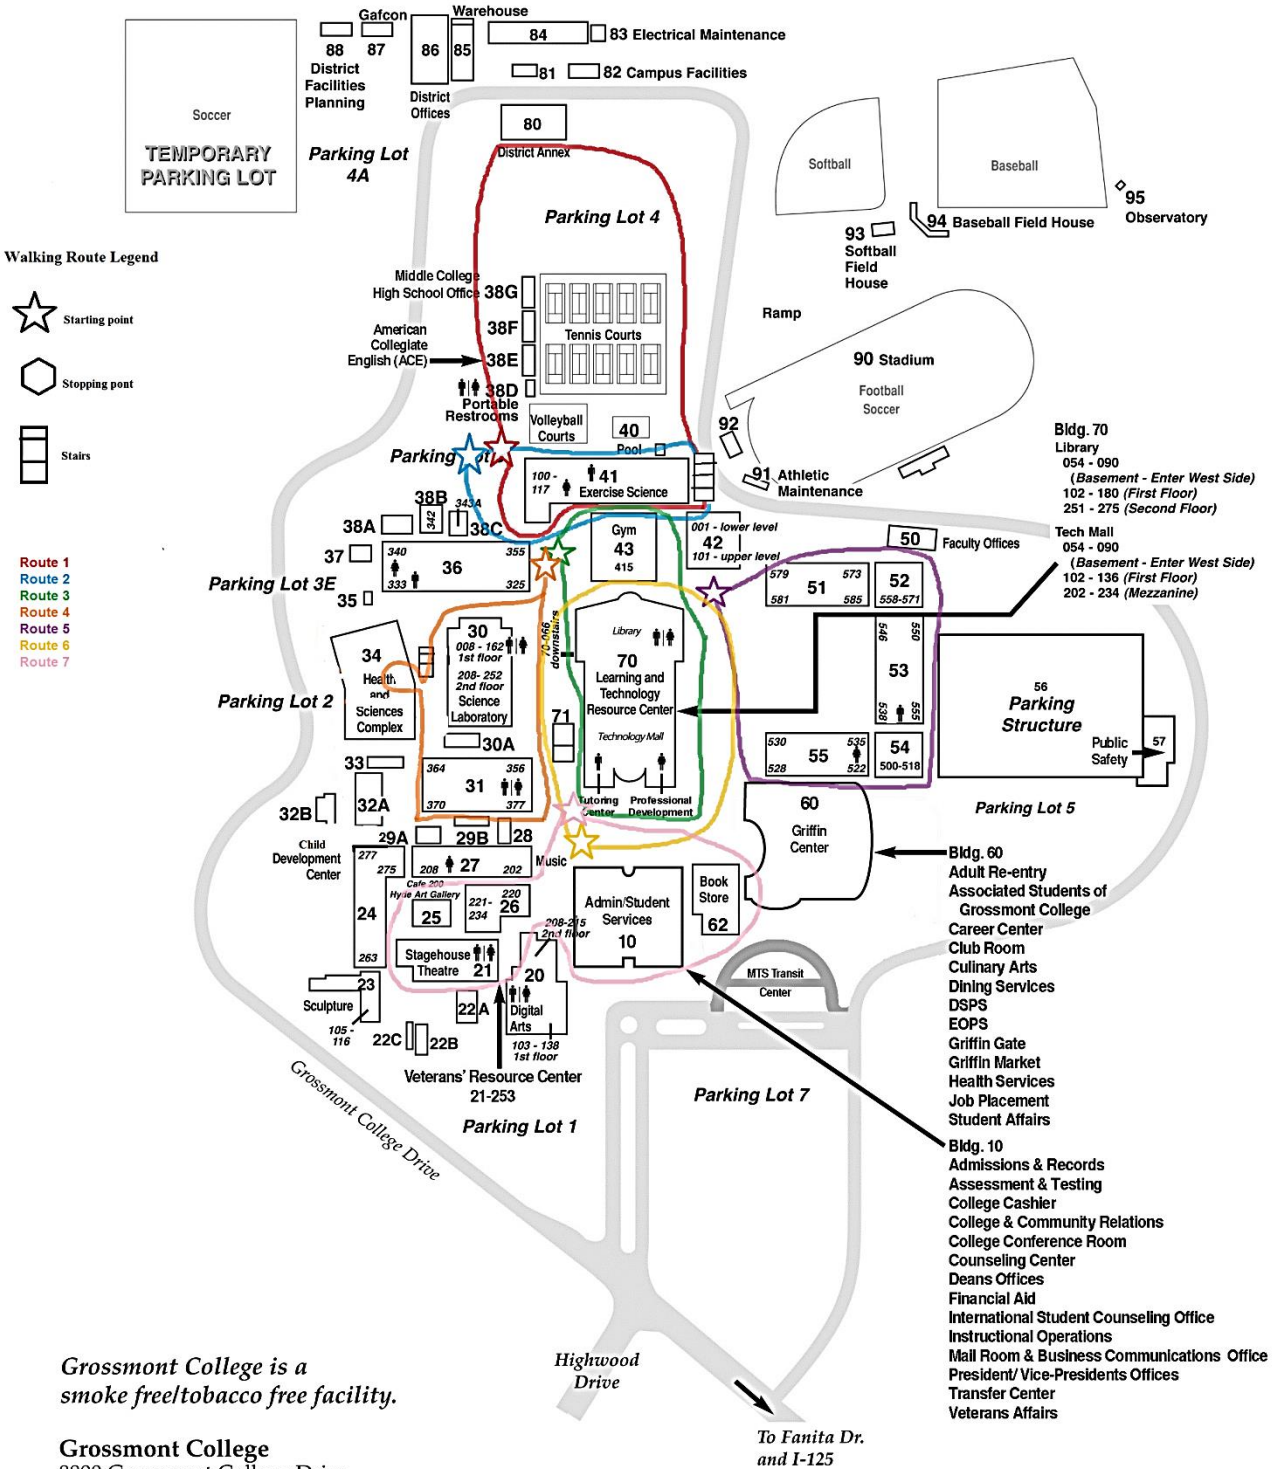 Gafcon
Warehouse
88
87
86
85
84
83 Electrical Maintenance
81
82 Campus Facilities
District
Facilities
Planning
District
Offices
80
District Annex
Soccer
TEMPORARY
PARKING LOT
Parking Lot
4A
Parking Lot 4
Softball
Baseball
95
Observatory
94 Baseball Field House
93
Softball
Field
House
Walking Route Legend
Starting point
Stopping pont
Stairs
Middle College
High School Office
38G
American
Collegiate
English (ACE)
38F
38E
38D
Tennis Courts
Portable
Restrooms
Volleyball
Courts
40
Pool
Ramp
90 Stadium
Football
Soccer
92
91 Athletic
Maintenance
100 -
117
41
Exercise Science
38B
342
343A
38C
38A
37
35
340
355
36
333
325
Parking Lot 3E
Gym
43
415
001 - lower level
42
101 - upper level
50
Faculty Offices
579
573
51
581
585
52
558-571
546
550
53
538
555
530
535
55
528
522
54
500-518
56
Parking
Structure
Public
Safety
57
Parking Lot 5
Bldg. 70
Library
054 - 090
(Basement - Enter West Side)
102 - 180 (First Floor)
251 - 275 (Second Floor)
Tech Mall
054 - 090
(Basement - Enter West Side)
102 - 136 (First Floor)
202 - 234 (Mezzanine)
Route 1
Route 2
Route 3
Route 4
Route 5
Route 6
Route 7
34
Health
and
Sciences
Complex
Parking Lot 2
30
008 - 162
1st floor
208- 252
2nd floor
Science
Laboratory
30A
70-099
downstairs
Library
70
Learning and
Technology
Resource Center
Technology Mall
Tutoring
Center
Professional
Development
71
33
32A
32B
364
356
31
370
377
29A
29B
28
Child
Development
Center
277
275
24
263
208
27
202
Music
Cafe 200
Hyde Art Gallery
25
220
221-
234
26
208-215
2nd floor
Stagehouse
Theatre
21
20
Digital
Arts
103 - 138
1st floor
23
Sculpture
105 -
116
22A
22C
22B
Veterans' Resource Center
21-253
Parking Lot 1
Admin/Student
Services
10
Book
Store
62
60
Griffin
Center
MTS Transit
Center
Parking Lot 7
Grossmont College Drive
Highwood
Drive
To Fanita Dr.
and I-125
Bldg. 60
Adult Re-entry
Associated Students of
Grossmont College
Career Center
Club Room
Culinary Arts
Dining Services
DSPS
EOPS
Griffin Gate
Griffin Market
Health Services
Job Placement
Student Affairs
Bldg. 10
Admissions & Records
Assessment & Testing
College Cashier
College & Community Relations
College Conference Room
Counseling Center
Deans Offices
Financial Aid
International Student Counseling Office
Instructional Operations
Mail Room & Business Communications Office
President/ Vice-Presidents Offices
Transfer Center
Veterans Affairs
Grossmont College is a
smoke free/tobacco free facility.
Grossmont College